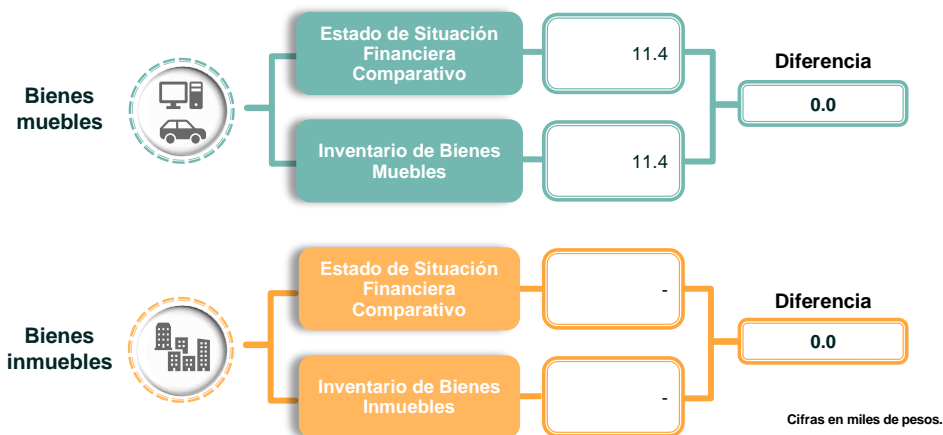 Bienes
muebles
Estado de Situación
Financiera
Comparativo
11.4
Inventario de Bienes
Muebles
11.4
Diferencia
0.0
Bienes
inmuebles
Estado de Situación
Financiera
Comparativo
-
Inventario de Bienes
Inmuebles
-
Diferencia
0.0
Cifras en miles de pesos.